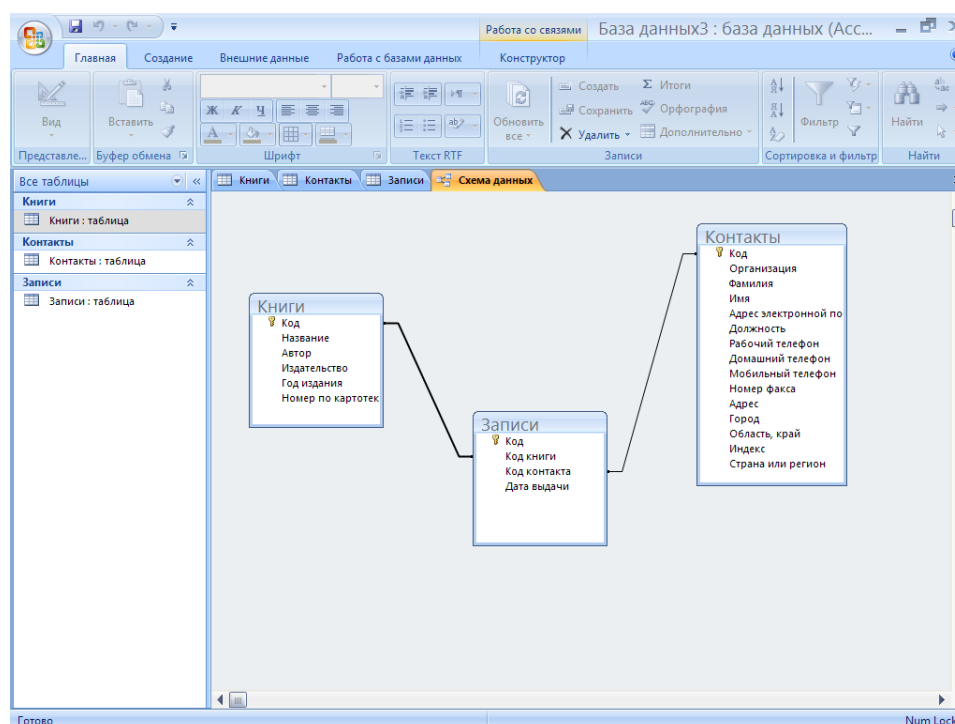 Работа со связями
База данных3 : база данных (Acc...
Главная
Создание
Внешние данные
Работа с базами данных
Конструктор
Вид
Вставить
Ж К Ч
Обновить все
Создать
Сохранить
Удалить
Итоги
Орфография
Дополнительно
Фильтр
Найти
Представле...
Буфер обмена
Шрифт
Текст RTF
Записи
Сортировка и фильтр
Найти
Все таблицы
Книги
Контакты
Записи
Схема данных
Книги
Книги : таблица
Контакты
Контакты : таблица
Записи
Записи : таблица
Книги
Код
Название
Автор
Издательство
Год издания
Номер по картотек
Записи
Код
Код книги
Код контакта
Дата выдачи
Контакты
Код
Организация
Фамилия
Имя
Адрес электронной по
Должность
Рабочий телефон
Домашний телефон
Мобильный телефон
Номер факса
Адрес
Город
Область, край
Индекс
Страна или регион
Готово
Num Lock